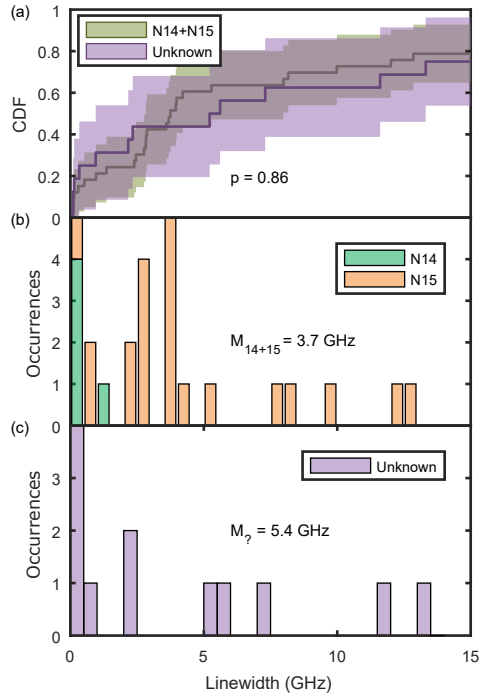 (a)
N14+N15
Unknown
CDF
1
0.8
0.6
0.4
0.2
0
p = 0.86
(b)
N14
N15
Occurrences
4
3
2
1
0
M14+15 = 3.7 GHz
(c)
Unknown
Occurrences
3
2
1
0
M? = 5.4 GHz
0 5 10 15
Linewidth (GHz)